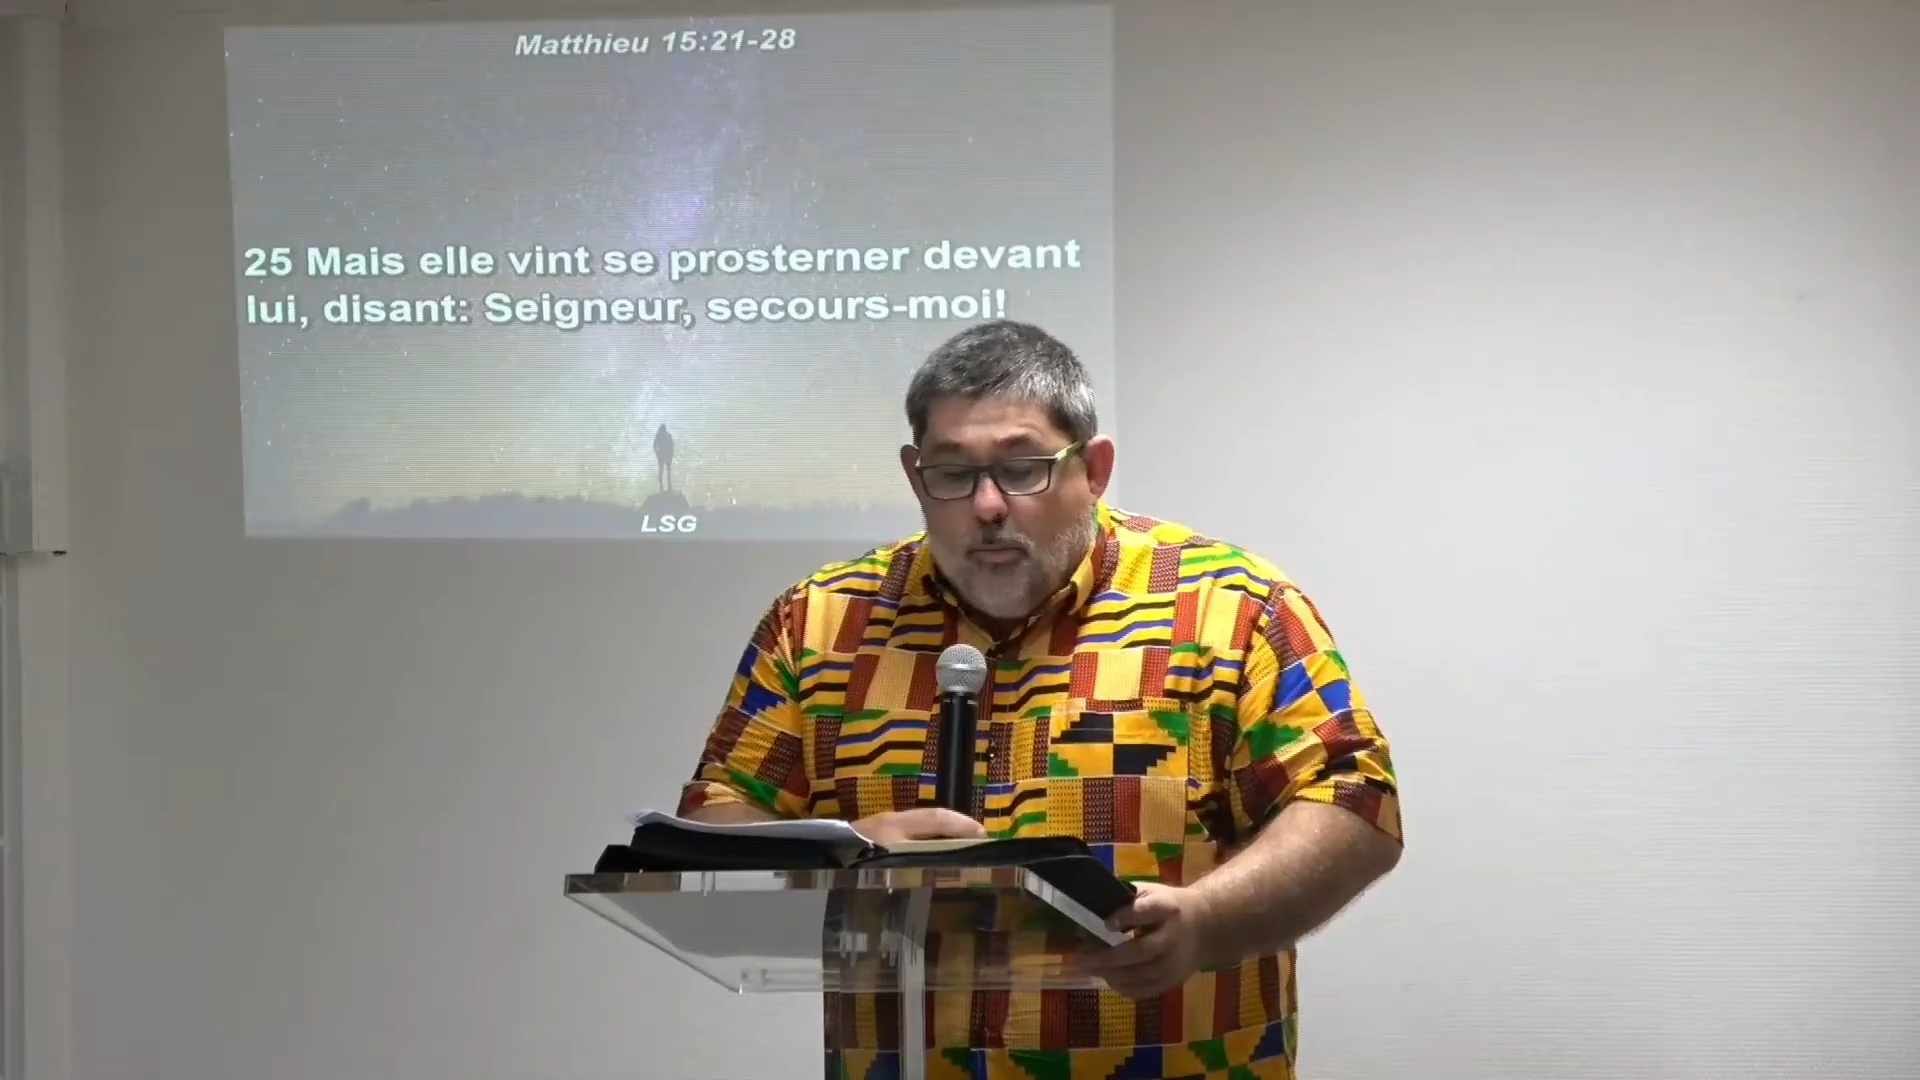 Matthieu 15:21-28
25 Mais elle vint se prosterner devant
lui, disant: Seigneur, secours-moi!
LSG